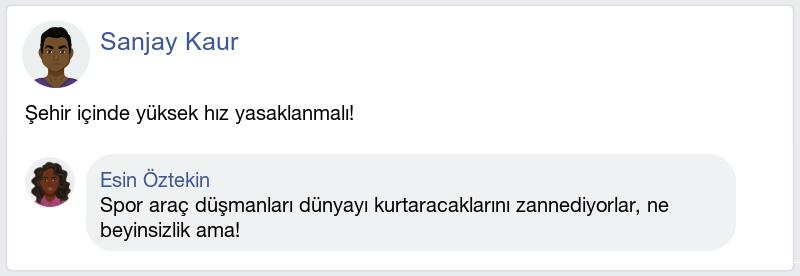 Sanjay Kaur
Şehir içinde yüksek hız yasaklanmalı!
Esin Öztekin
Spor araç düşmanları dünyayı kurtaracaklarını zannediyorlar, ne
beyinsizlik ama!